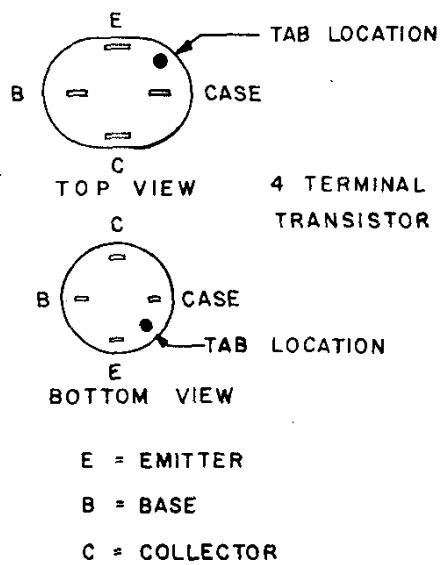 E
TAB LOCATION
B
CASE
C
TOP VIEW
4 TERMINAL
TRANSISTOR
C
B
CASE
TAB LOCATION
E
BOTTOM VIEW
E = EMITTER
B = BASE
C = COLLECTOR